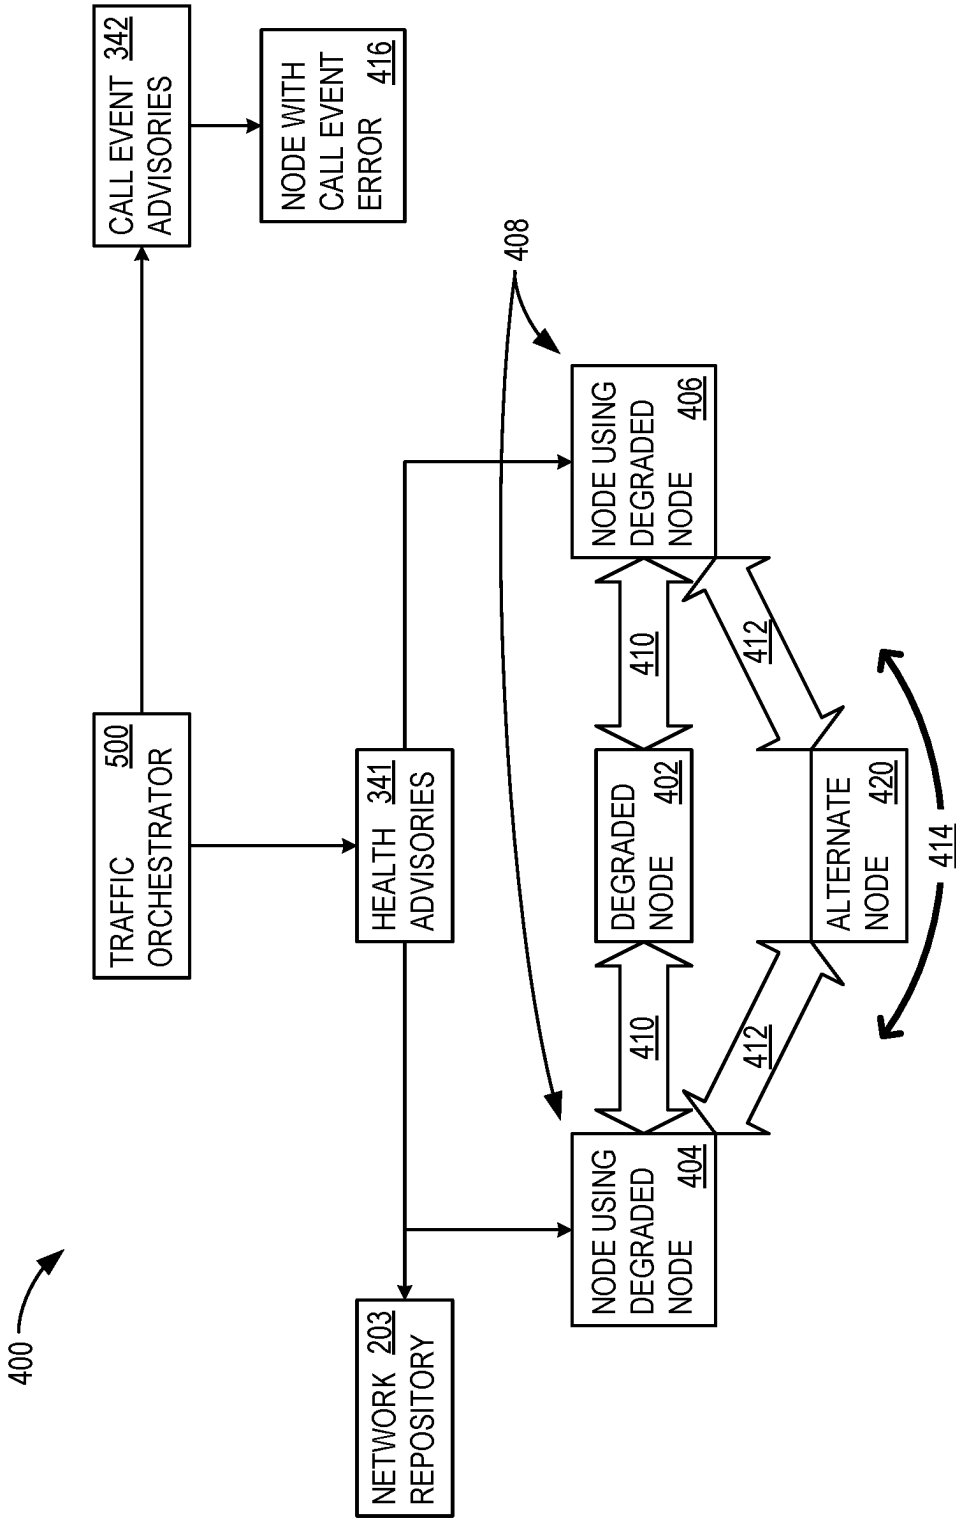 400
TRAFFIC 500
ORCHESTRATOR
CALL EVENT 342
ADVISORIES
NODE WITH
CALL EVENT
ERROR 416
NETWORK 203
REPOSITORY
HEALTH 341
ADVISORIES
408
NODE USING
DEGRADED
NODE 404
410
DEGRADED
NODE 402
410
NODE USING
DEGRADED
NODE 406
412
412
ALTERNATE
NODE 420
414